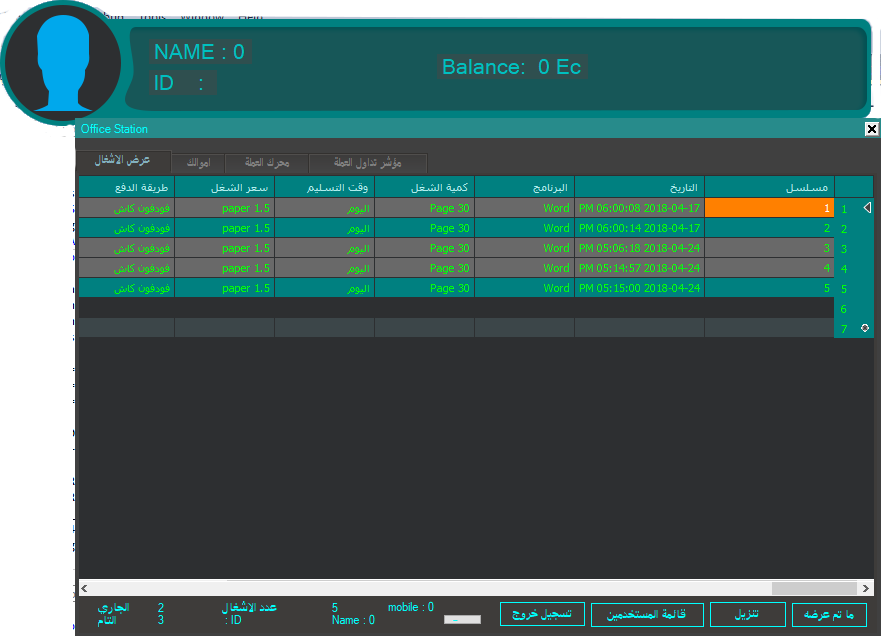 Tools Window Help
NAME : 0
ID :
Balance: 0 Ec
Office Station
عرض الاشغال اموالك محرك العملة مؤشر تداول العملة
مسلسل التاريخ البرنامج كمية الشغل وقت التسليم سعر الشغل طريقة الدفع
1 1 PM 06:00:08 2018-04-17 Word Page 30 اليوم paper 1.5 فودفون كاش
2 2 PM 06:00:14 2018-04-17 Word Page 30 اليوم paper 1.5 فودفون كاش
3 3 PM 05:06:18 2018-04-24 Word Page 30 اليوم paper 1.5 فودفون كاش
4 4 PM 05:14:57 2018-04-24 Word Page 30 اليوم paper 1.5 فودفون كاش
5 5 PM 05:15:00 2018-04-24 Word Page 30 اليوم paper 1.5 فودفون كاش
6
7
ما تم عرضه تنزيل قائمة المستخدمين تسجيل خروج
mobile : 0
5 عدد الاشغال 2 الجاري
Name : 0 ID : 3 التام